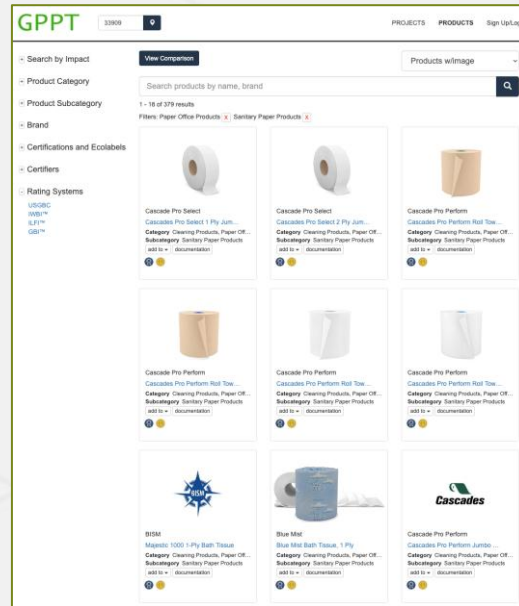 GPPT
33909
PROJECTS PRODUCTS Sign Up/Log
Search by Impact
Product Category
Product Subcategory
Brand
Certifications and Ecolabels
Certifiers
Rating Systems
USGBC
IWBI™
ILFI™
GBI™
View Comparison
Products w/image
Search products by name, brand
1 - 16 of 379 results
Filters: Paper Office Products x Sanitary Paper Products x
Cascade Pro Select
Cascades Pro Select 1 Ply Jum...
Category Cleaning Products, Paper Off...
Subcategory Sanitary Paper Products
add to documentation
Cascade Pro Select
Cascades Pro Select 2 Ply Jum...
Category Cleaning Products, Paper Off...
Subcategory Sanitary Paper Products
add to documentation
Cascade Pro Perform
Cascades Pro Perform Roll Tow...
Category Cleaning Products, Paper Off...
Subcategory Sanitary Paper Products
add to documentation
Cascade Pro Perform
Cascades Pro Perform Roll Tow...
Category Cleaning Products, Paper Off...
Subcategory Sanitary Paper Products
add to documentation
Cascade Pro Perform
Cascades Pro Perform Roll Tow...
Category Cleaning Products, Paper Off...
Subcategory Sanitary Paper Products
add to documentation
Cascade Pro Perform
Cascades Pro Perform Roll Tow...
Category Cleaning Products, Paper Off...
Subcategory Sanitary Paper Products
add to documentation
BISM
BISM
Majestic 1000 1-Ply Bath Tissue
Category Cleaning Products, Paper Off...
Subcategory Sanitary Paper Products
add to documentation
Blue Mist
Blue Mist Bath Tissue, 1 Ply
Category Cleaning Products, Paper Off...
Subcategory Sanitary Paper Products
add to documentation
Cascades
Cascade Pro Perform
Cascades Pro Perform Jumbo ...
Category Cleaning Products, Paper Off...
Subcategory Sanitary Paper Products
add to documentation